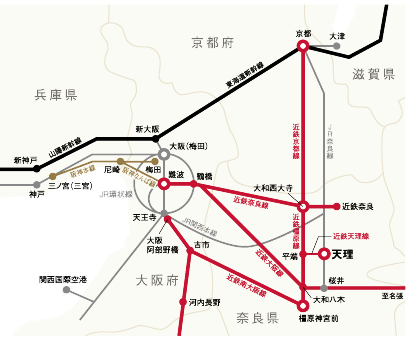 京都府
京都
大津
滋賀県
兵庫県
東海道新幹線
新大阪
山陽新幹線
新神戸
神戸
三ノ宮(三宮)
阪神本線
尼崎
梅田
大阪(梅田)
阪神なんば線
難波
鶴橋
JR環状線
天王寺
大阪
阿部野橋
古市
JR関西本線
近鉄京都線
JR奈良線
大和西大寺
近鉄奈良線
近鉄奈良
近鉄橿原線
近鉄天理線
平端
天理
近鉄大阪線
桜井
大和八木
至名張
近鉄南大阪線
橿原神宮前
関西国際空港
大阪府
河内長野
奈良県